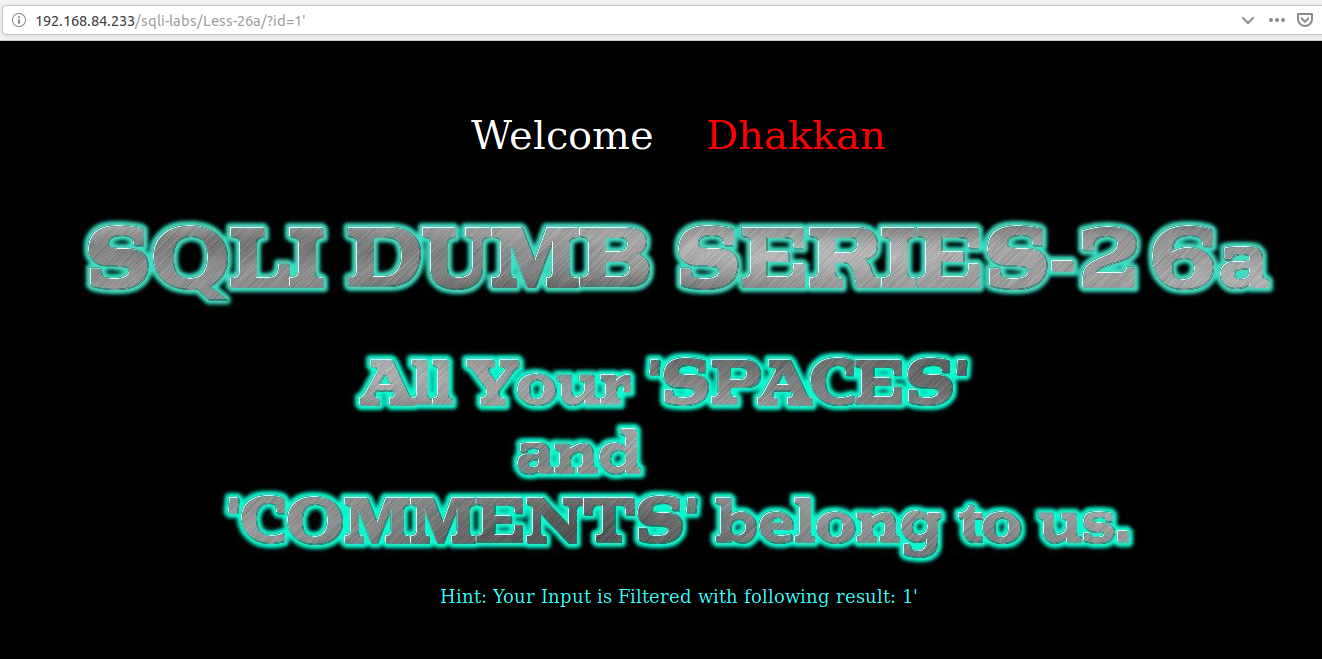 192.168.84.233/sqli-labs/Less-26a/?id=1'
Welcome Dhakkan
SQLI DUMB SERIES-26a
All Your 'SPACES'
and
'COMMENTS' belong to us.
Hint: Your Input is Filtered with following result: 1'